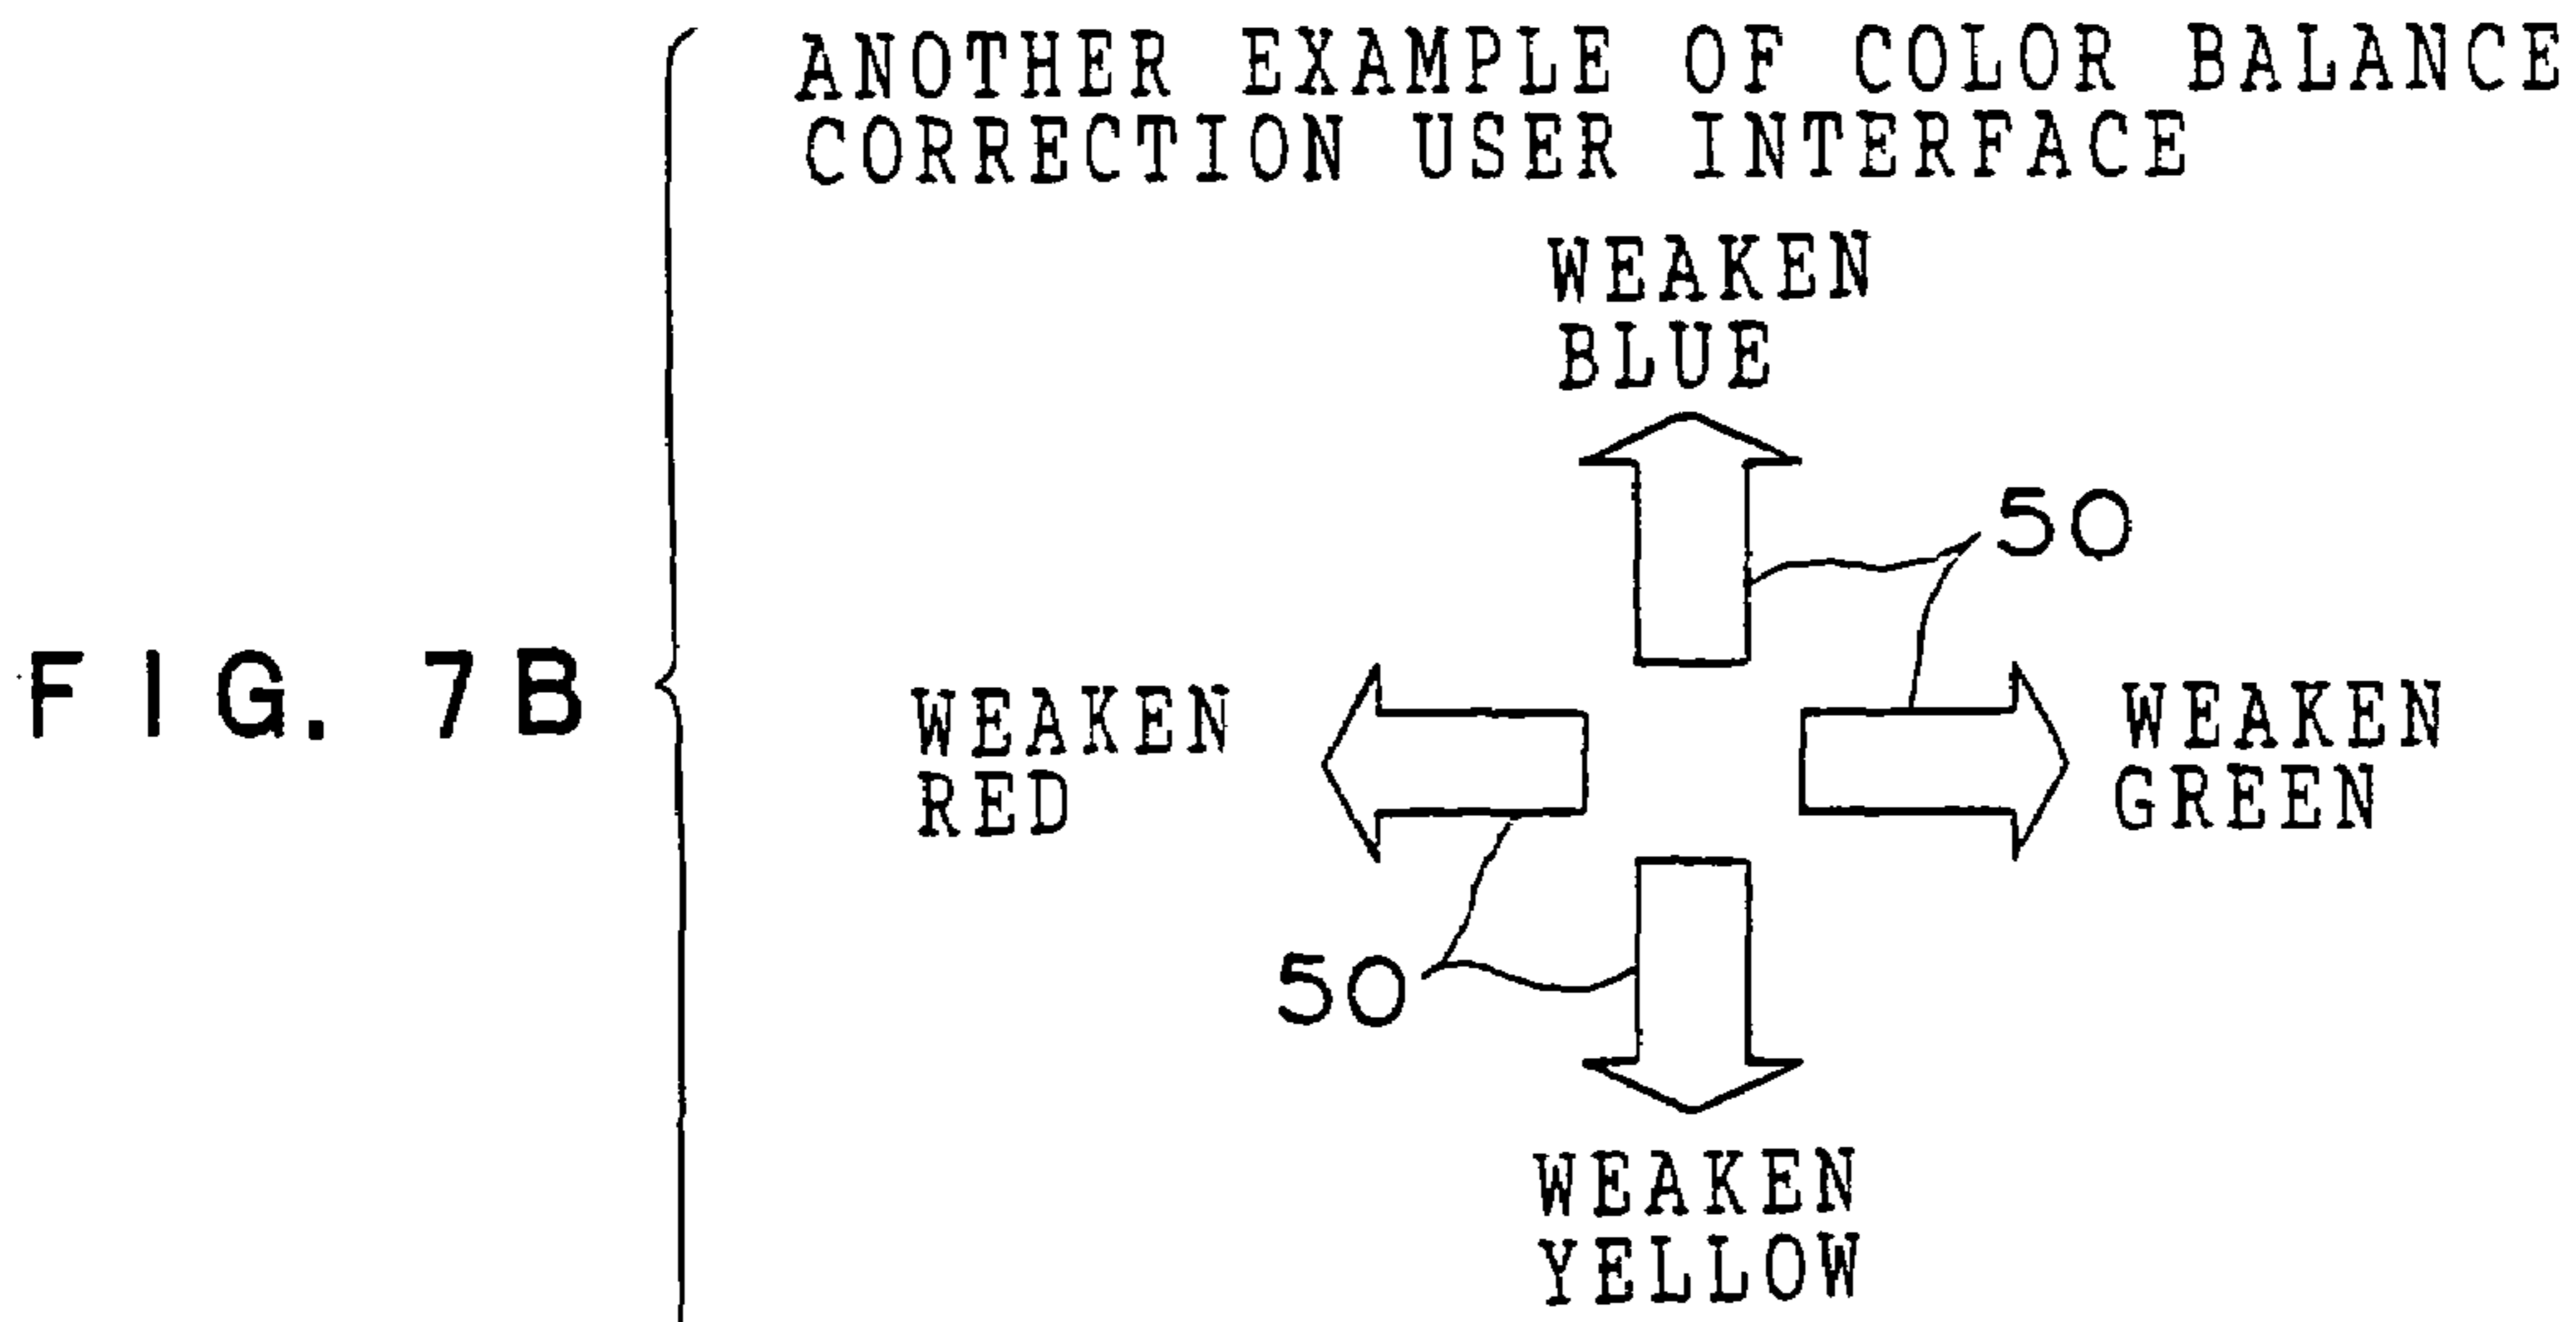 ANOTHER EXAMPLE OF COLOR BALANCE
CORRECTION USER INTERFACE
WEAKEN
BLUE
50
FIG. 7B
WEAKEN
RED
WEAKEN
GREEN
50
WEAKEN
YELLOW